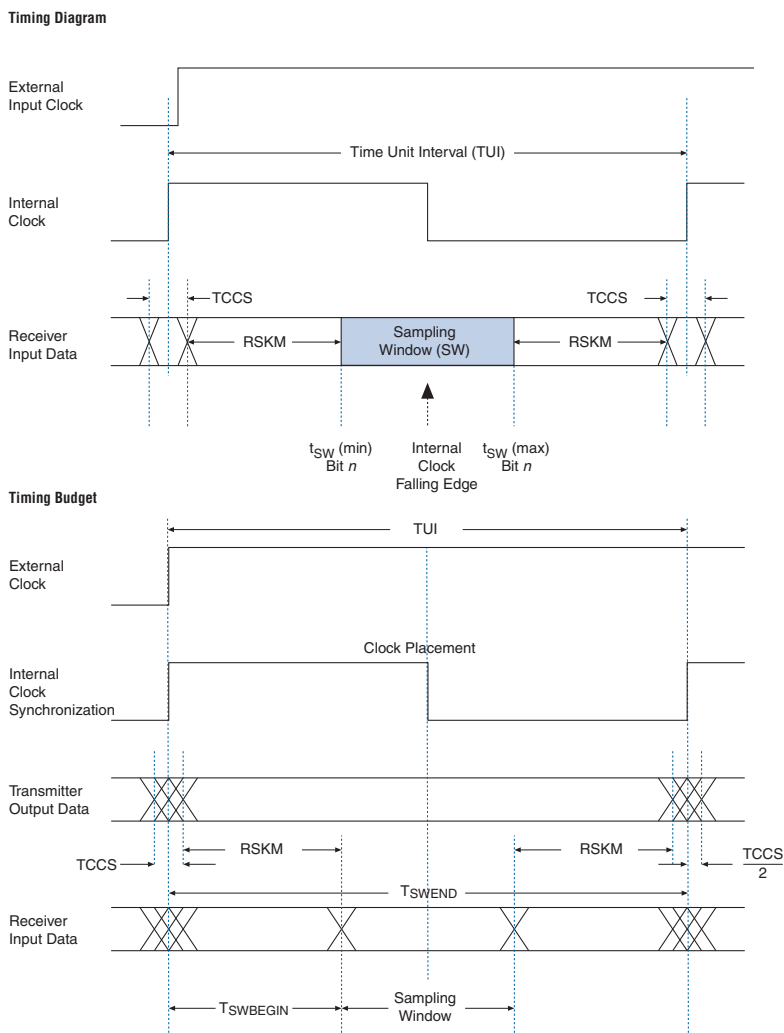 Timing Diagram
External
Input Clock
Time Unit Interval (TUI)
Internal
Clock
TCCS
TCCS
Receiver
Input Data
RSKM
Sampling
Window (SW)
RSKM
tSW (min)
Bit n
Internal
Clock
Falling Edge
tSW (max)
Bit n
Timing Budget
TUI
External
Clock
Clock Placement
Internal
Clock
Synchronization
Transmitter
Output Data
RSKM
RSKM
TCCS
TCCS
2
TSWEND
Receiver
Input Data
TSWBEGIN
Sampling
Window